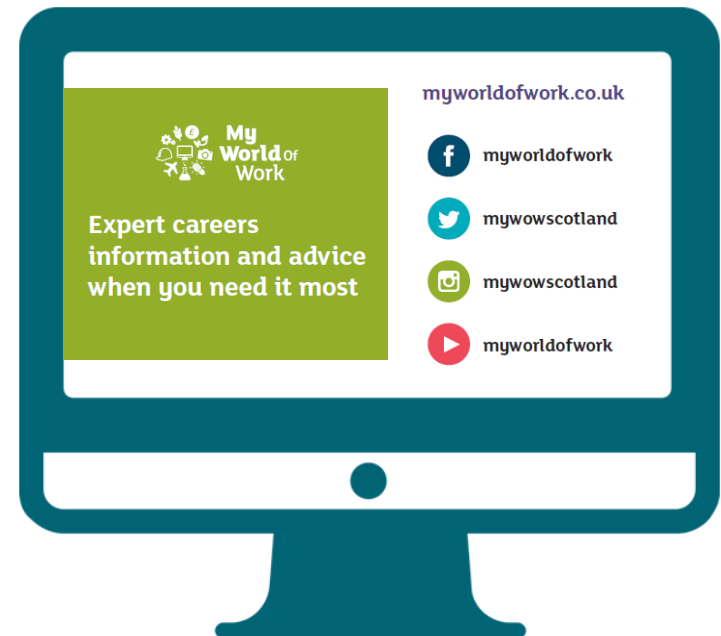 My
World Of
Work
Expert careers
information and advice
when you need it most
myworldofwork.co.uk
f myworldofwork
mywowscotland
mywowscotland
myworldofwork